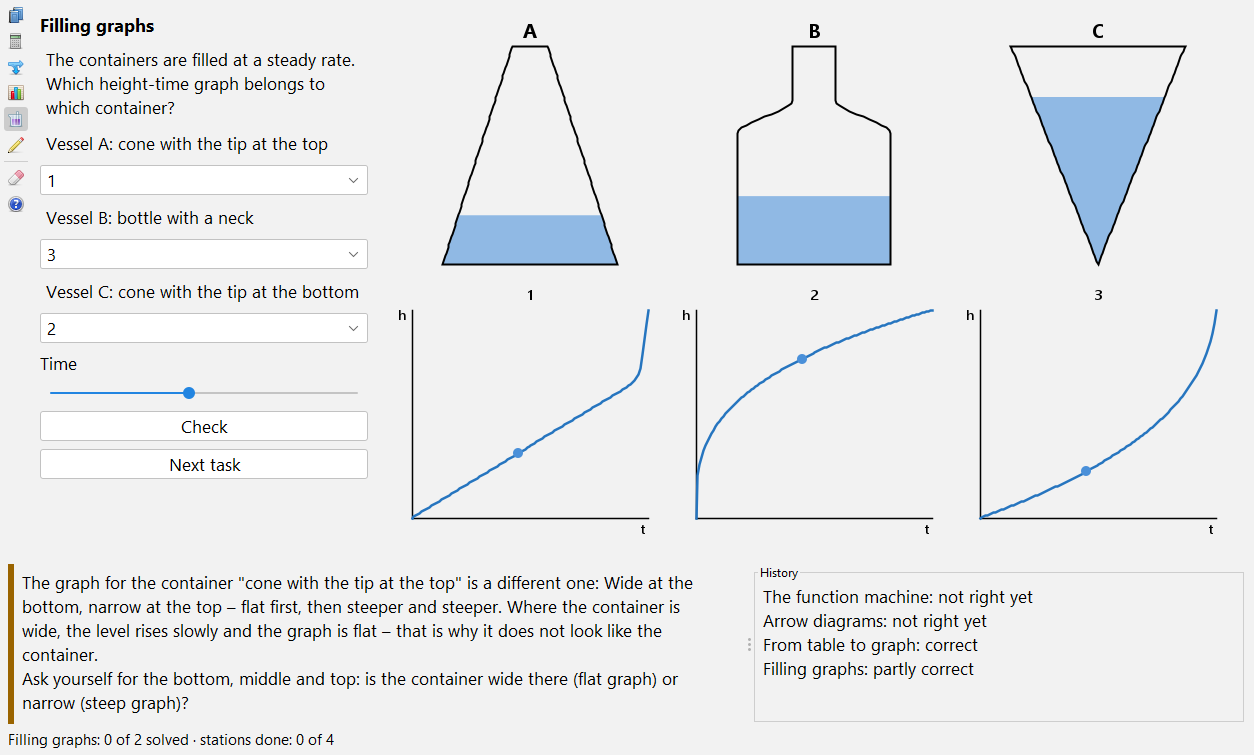 Filling graphs
The containers are filled at a steady rate.
Which height-time graph belongs to
which container?
Vessel A: cone with the tip at the top
1
Vessel B: bottle with a neck
3
Vessel C: cone with the tip at the bottom
2
Time
Check
Next task
A
B
C
1
2
3
h
t
h
t
h
t
The graph for the container "cone with the tip at the top" is a different one: Wide at the
bottom, narrow at the top – flat first, then steeper and steeper. Where the container is
wide, the level rises slowly and the graph is flat – that is why it does not look like the
container.
Ask yourself for the bottom, middle and top: is the container wide there (flat graph) or
narrow (steep graph)?
History
The function machine: not right yet
Arrow diagrams: not right yet
From table to graph: correct
Filling graphs: partly correct
Filling graphs: 0 of 2 solved · stations done: 0 of 4